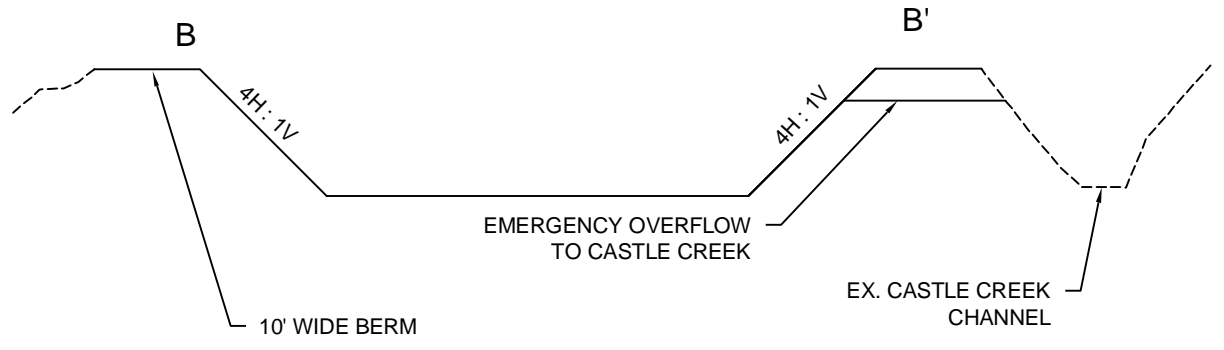 B
B'
4H : 1V
4H : 1V
EMERGENCY OVERFLOW
TO CASTLE CREEK
EX. CASTLE CREEK
CHANNEL
10' WIDE BERM